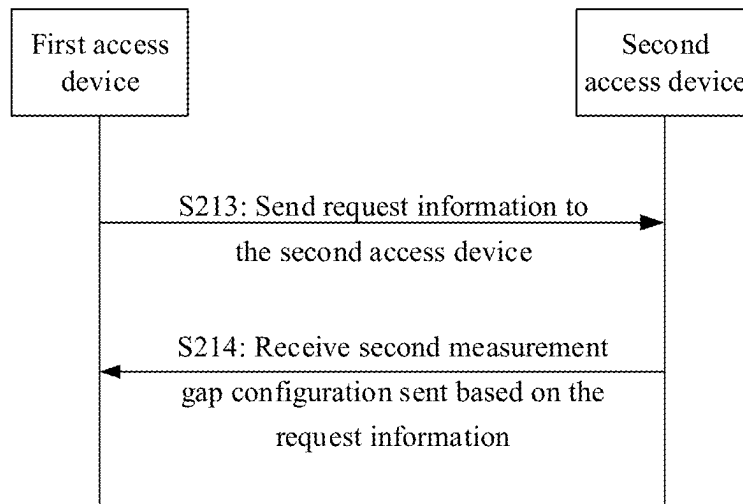 First access
device
Second
access device
S213: Send request information to
the second access device
S214: Receive second measurement
gap configuration sent based on the
request information